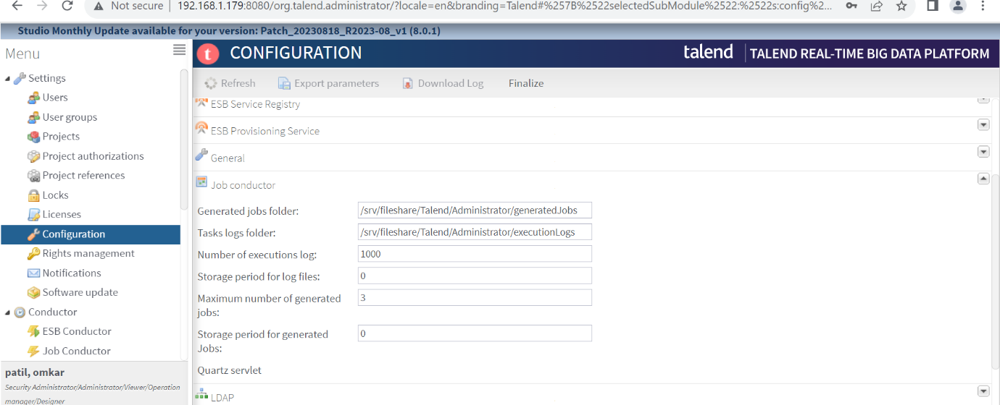 Not secure | 192.168.1.179:8080/org.talend.administrator/?locale=en&branding=Talend#%257B%2522selectedSubModule%2522:%2522s:config%2...
Studio Monthly Update available for your version: Patch_20230818_R2023-08_v1 (8.0.1)
Menu
Settings
Users
User groups
Projects
Project authorizations
Project references
Locks
Licenses
Configuration
Rights management
Notifications
Software update
Conductor
ESB Conductor
Job Conductor
patil, omkar
Security Administrator/Administrator/Viewer/Operation
manager/Designer
t CONFIGURATION
talend | TALEND REAL-TIME BIG DATA PLATFORM
Refresh Export parameters Download Log Finalize
ESB Service Registry
ESB Provisioning Service
General
Job conductor
Generated jobs folder: /srv/fileshare/Talend/Administrator/generatedJobs
Tasks logs folder: /srv/fileshare/Talend/Administrator/executionLogs
Number of executions log: 1000
Storage period for log files: 0
Maximum number of generated 3
jobs:
Storage period for generated 0
Jobs:
Quartz servlet
LDAP